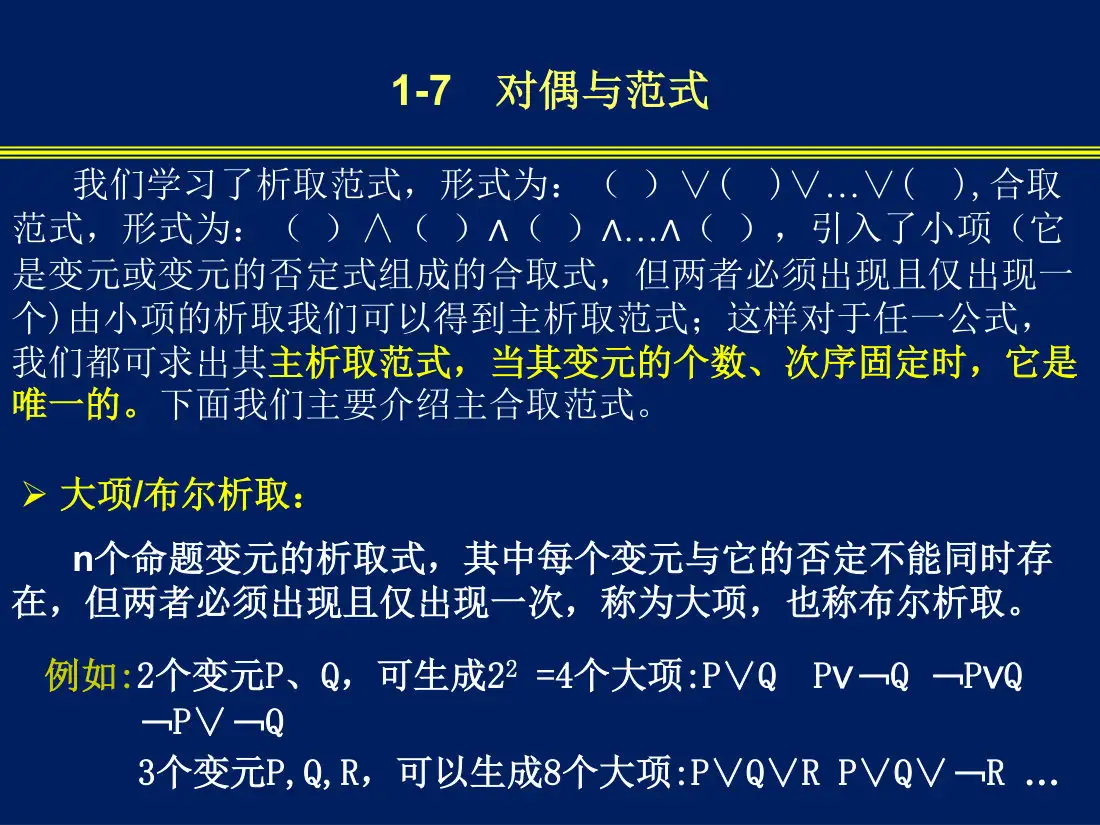 1-7 对偶与范式
我们学习了析取范式，形式为：（ ）∨( )∨…∨( ),合取
范式，形式为：（ ）∧（ ）∧（ ）∧…∧（ ），引入了小项（它
是变元或变元的否定式组成的合取式，但两者必须出现且仅出现一
个)由小项的析取我们可以得到主析取范式；这样对于任一公式，
我们都可求出其主析取范式，当其变元的个数、次序固定时，它是
唯一的。下面我们主要介绍主合取范式。
➢ 大项/布尔析取：
n个命题变元的析取式，其中每个变元与它的否定不能同时存
在，但两者必须出现且仅出现一次，称为大项，也称布尔析取。
例如:2个变元P、Q，可生成2² =4个大项:P∨Q P∨￢Q ￢P∨Q
￢P∨￢Q
3个变元P,Q,R，可以生成8个大项:P∨Q∨R P∨Q∨￢R …